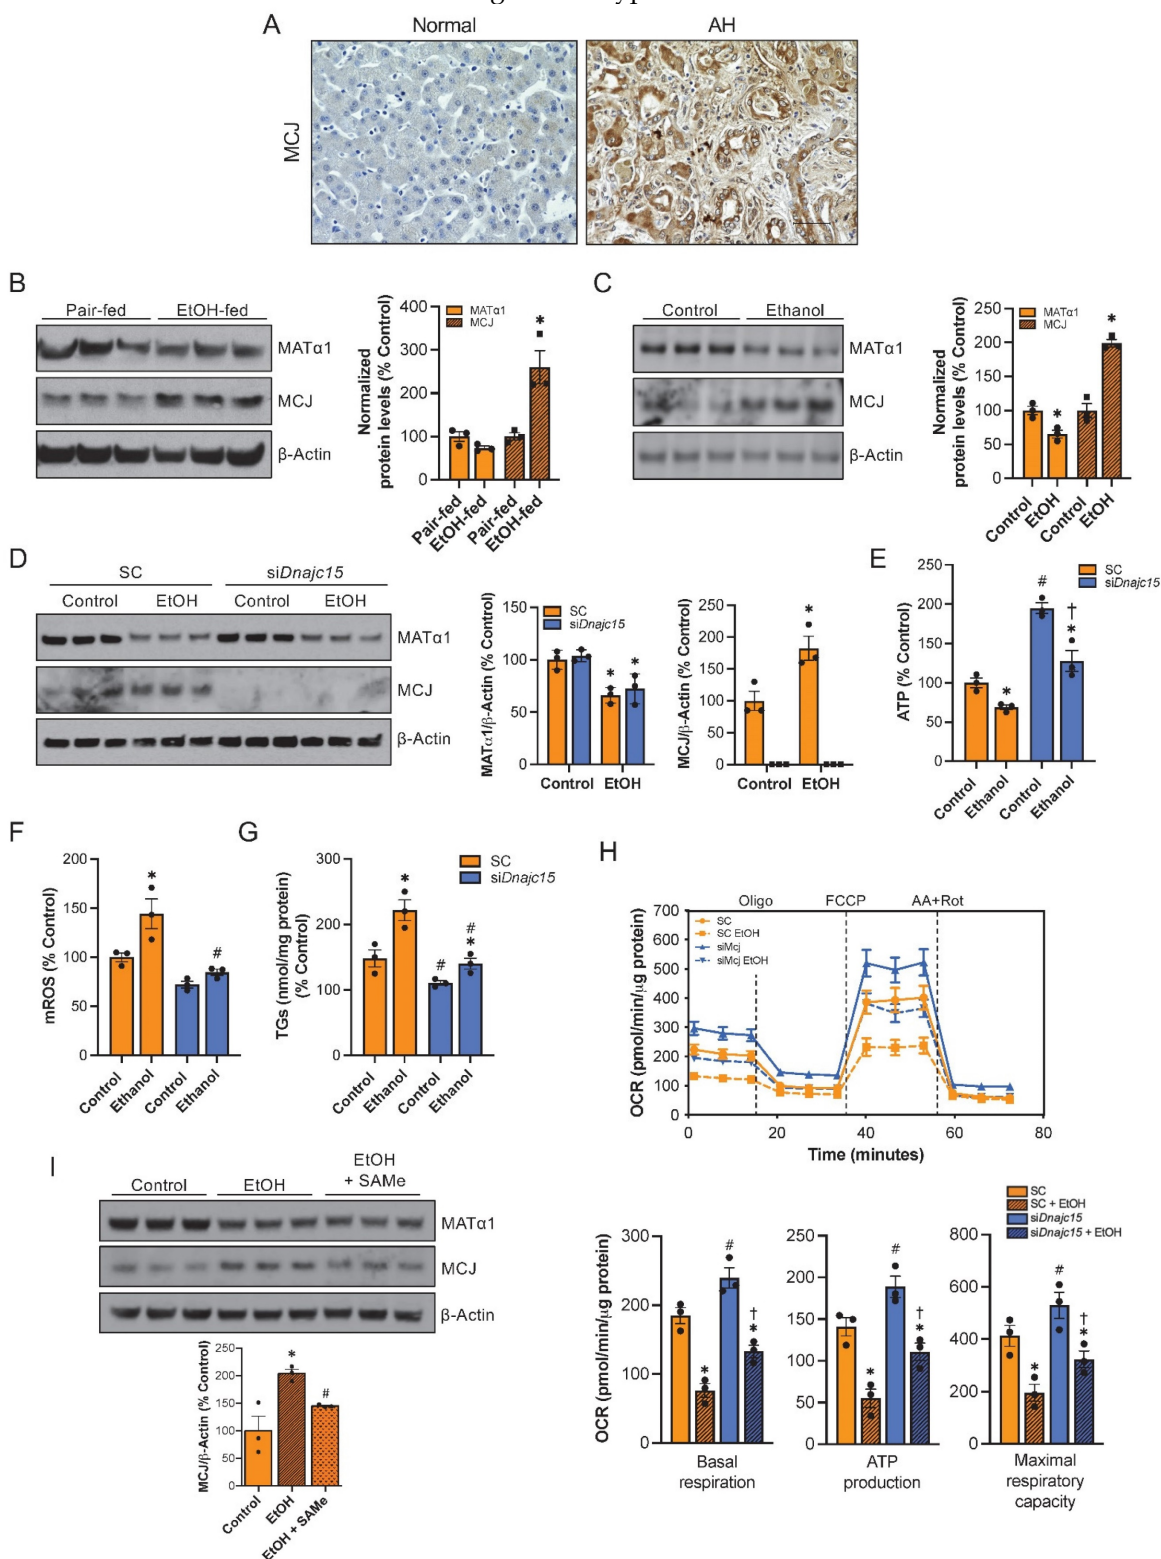 A
Normal
AH
MCJ
B
Pair-fed
EtOH-fed
MATα1
MCJ
β-Actin
Normalized
protein levels (% Control)
400
300
200
100
0
MATα1
MCJ
*
Pair-fed
EtOH-fed
Pair-fed
EtOH-fed
C
Control
Ethanol
MATα1
MCJ
β-Actin
Normalized
protein levels (% Control)
250
200
150
100
50
0
MATα1
MCJ
*
*
Control
EtOH
Control
EtOH
D
SC
siDnajc15
Control
EtOH
Control
EtOH
MATα1
MCJ
β-Actin
MATα1/β-Actin (% Control)
150
100
50
0
SC
siDnajc15
*
*
Control
EtOH
MCJ/β-Actin (% Control)
250
200
150
100
50
0
*
Control
EtOH
E
ATP (% Control)
250
200
150
100
50
0
SC
siDnajc15
*
#
†
*
Control
Ethanol
Control
Ethanol
F
mROS (% Control)
200
150
100
50
0
*
#
Control
Ethanol
Control
Ethanol
G
TGs (nmol/mg protein)
(% Control)
300
200
100
0
*
#
#
*
SC
siDnajc15
Control
Ethanol
Control
Ethanol
H
Oligo
FCCP
AA+Rot
OCR (pmol/min/µg protein)
700
600
500
400
300
200
100
0
SC
SC EtOH
siMcj
siMcj EtOH
0
20
40
60
80
Time (minutes)
SC
SC + EtOH
siDnajc15
siDnajc15 + EtOH
OCR (pmol/min/µg protein)
300
200
100
0
*
#
†
*
Basal
respiration
250
200
150
100
50
0
*
#
†
*
ATP
production
800
600
400
200
0
*
#
†
*
Maximal
respiratory
capacity
I
Control
EtOH
EtOH
+ SAMe
MATα1
MCJ
β-Actin
MCJ/β-Actin (% Control)
250
200
150
100
50
0
*
#
Control
EtOH
EtOH + SAMe